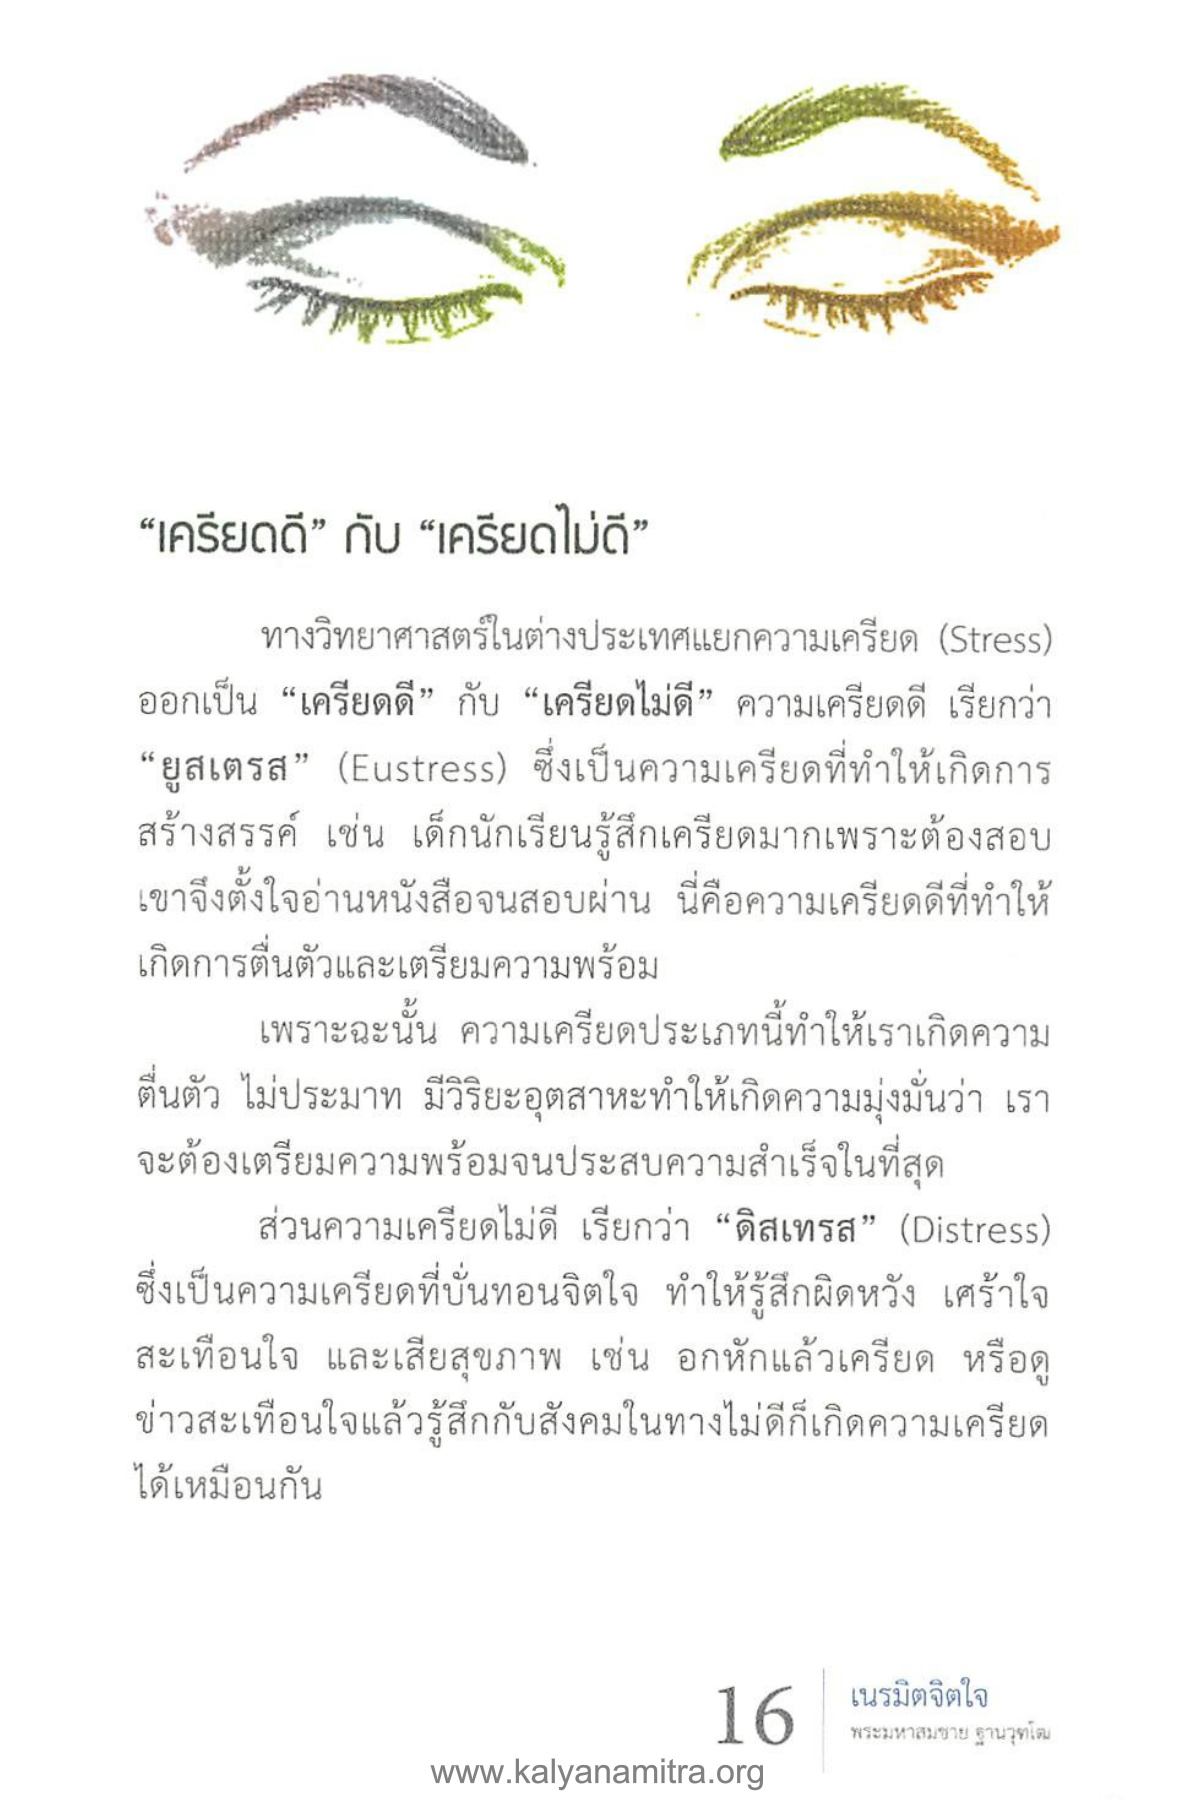 “เครียดดี” กับ “เครียดไม่ดี”
ทางวิทยาศาสตร์ในต่างประเทศแยกความเครียด (Stress)
ออกเป็น “เครียดดี” กับ “เครียดไม่ดี” ความเครียดดี เรียกว่า
“ยูสเตรส” (Eustress) ซึ่งเป็นความเครียดที่ทำให้เกิดการ
สร้างสรรค์ เช่น เด็กนักเรียนรู้สึกเครียดมากเพราะต้องสอบ
เขาจึงตั้งใจอ่านหนังสือจนสอบผ่าน นี่คือความเครียดดีที่ทำให้
เกิดการตื่นตัวและเตรียมความพร้อม
เพราะฉะนั้น ความเครียดประเภทนี้ทำให้เราเกิดความ
ตื่นตัว ไม่ประมาท มีวิริยะอุตสาหะทำให้เกิดความมุ่งมั่นว่า เรา
จะต้องเตรียมความพร้อมจนประสบความสำเร็จในที่สุด
ส่วนความเครียดไม่ดี เรียกว่า “ดิสเทรส” (Distress)
ซึ่งเป็นความเครียดที่บั่นทอนจิตใจ ทำให้รู้สึกผิดหวัง เศร้าใจ
สะเทือนใจ และเสียสุขภาพ เช่น อกหักแล้วเครียด หรือดู
ข่าวสะเทือนใจแล้วรู้สึกกับสังคมในทางไม่ดีก็เกิดความเครียด
ได้เหมือนกัน
16
เนรมิตจิตใจ
พระมหาสมชาย ฐานวุฑโฒ
www.kalyanamitra.org